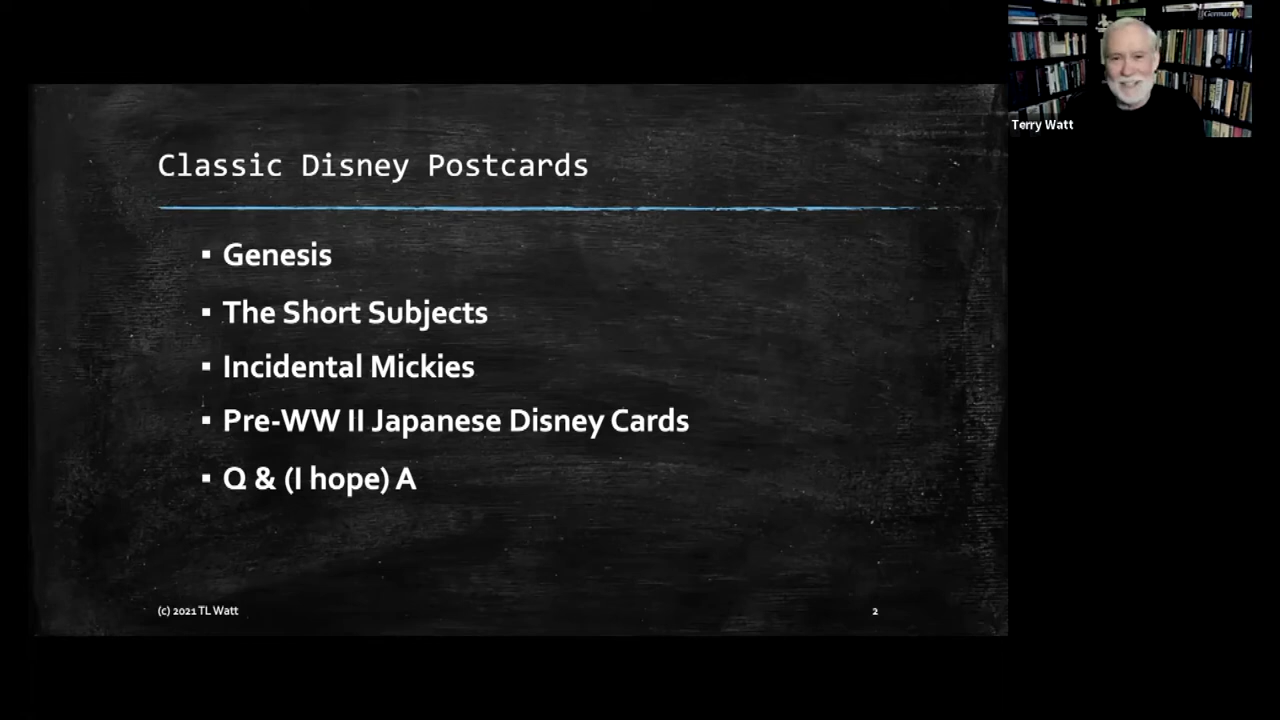 German
Terry Watt
Classic Disney Postcards
▪ Genesis
▪ The Short Subjects
▪ Incidental Mickies
▪ Pre-WW II Japanese Disney Cards
▪ Q & (I hope) A
(c) 2021 TL Watt
2